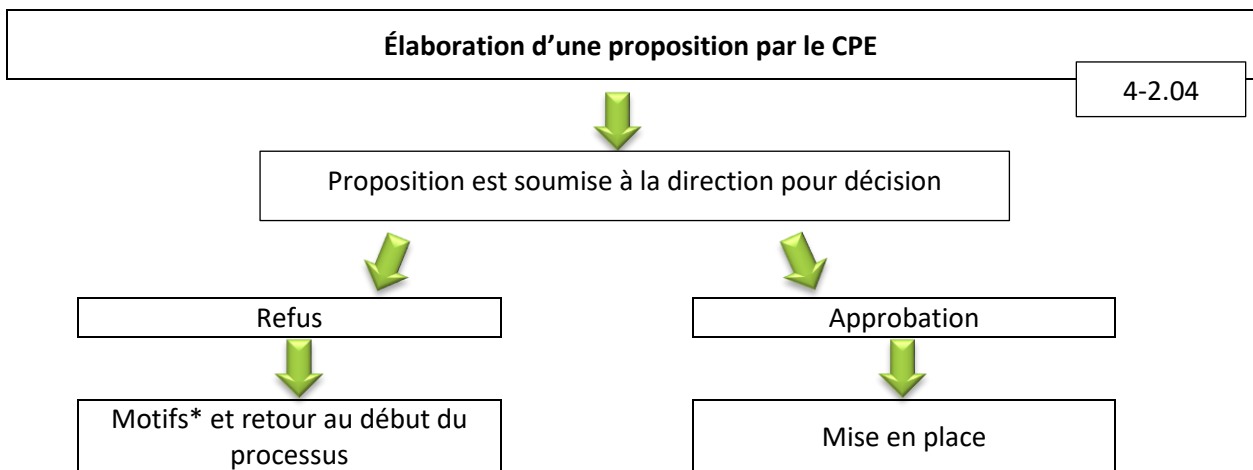 Élaboration d’une proposition par le CPE
4-2.04
Proposition est soumise à la direction pour décision
Refus
Approbation
Motifs* et retour au début du
processus
Mise en place